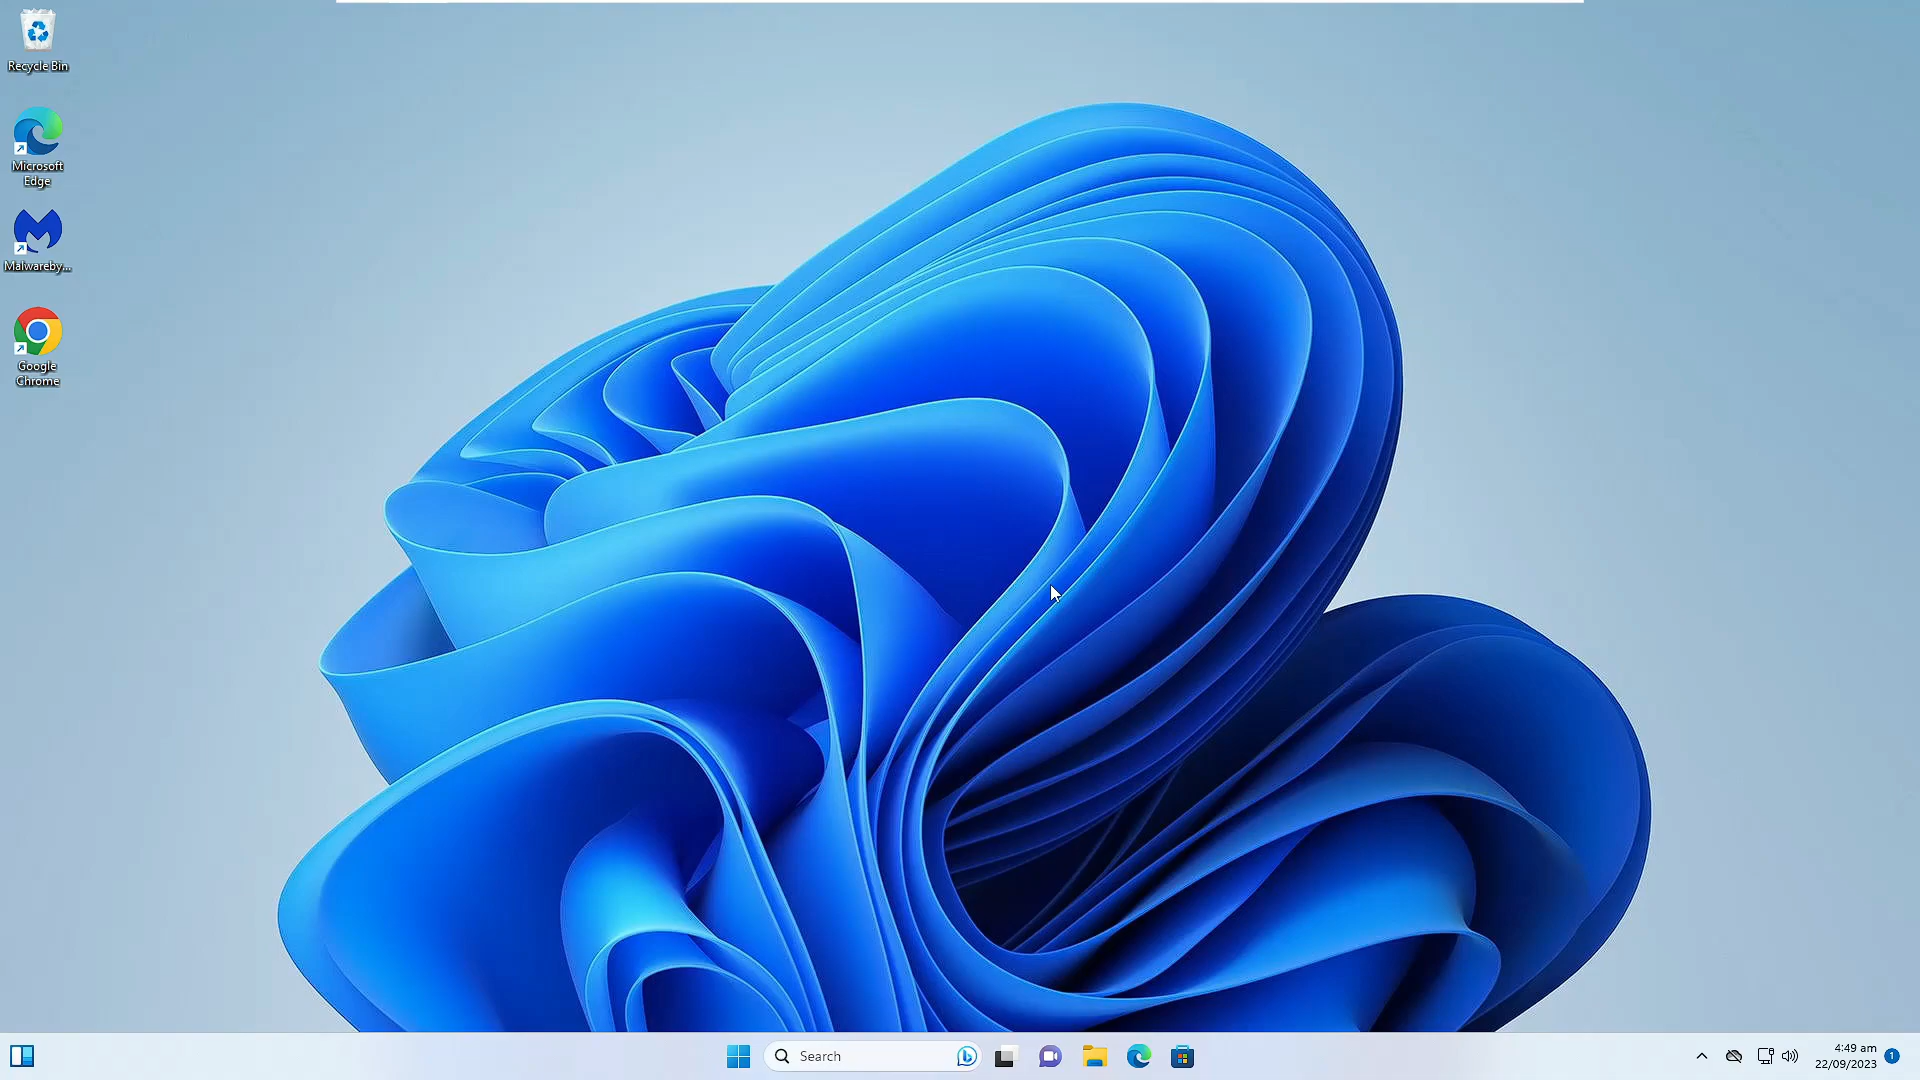 Recycle Bin
Microsoft
Edge
Malwareby...
Google
Chrome
Search
4:49 am
22/09/2023
1